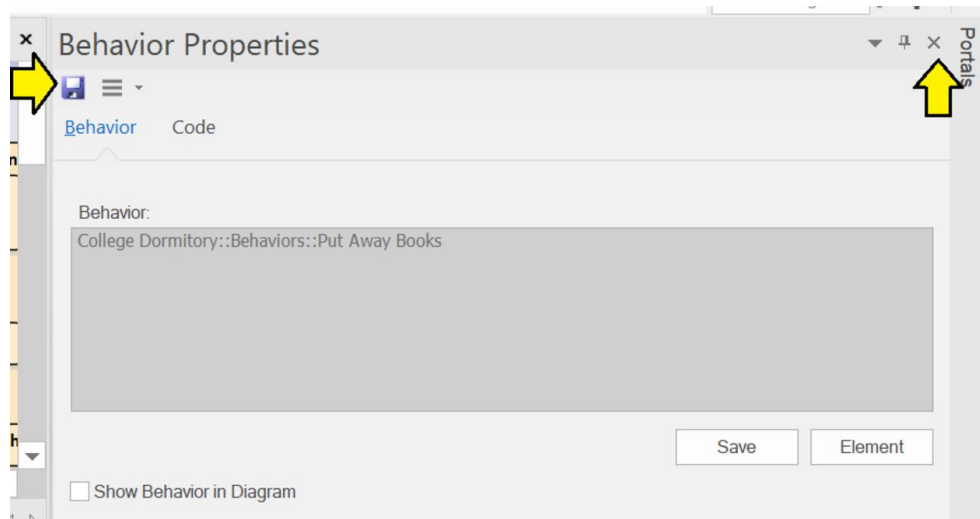 Behavior Properties
Portals
Behavior Code
n
Behavior:
College Dormitory::Behaviors::Put Away Books
h
Save Element
Show Behavior in Diagram